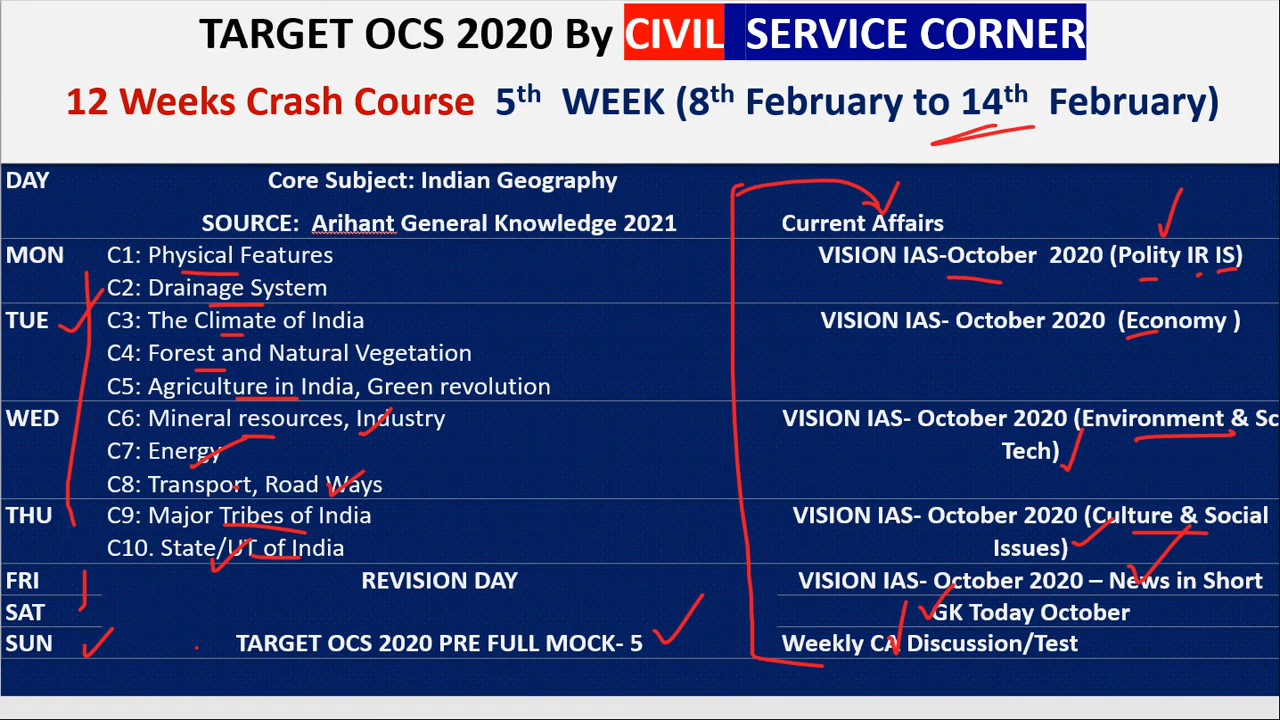 TARGET OCS 2020 By CIVIL SERVICE CORNER
12 Weeks Crash Course 5th WEEK (8th February to 14th February)
DAY Core Subject: Indian Geography
SOURCE: Arihant General Knowledge 2021 Current Affairs
MON C1: Physical Features VISION IAS-October 2020 (Polity IR IS)
C2: Drainage System
TUE C3: The Climate of India VISION IAS- October 2020 (Economy )
C4: Forest and Natural Vegetation
C5: Agriculture in India, Green revolution
WED C6: Mineral resources, Industry VISION IAS- October 2020 (Environment & Sc
C7: Energy Tech)
C8: Transport, Road Ways
THU C9: Major Tribes of India VISION IAS- October 2020 (Culture & Social
C10. State/UT of India Issues)
FRI REVISION DAY VISION IAS- October 2020 – News in Short
SAT GK Today October
SUN TARGET OCS 2020 PRE FULL MOCK- 5 Weekly CA Discussion/Test